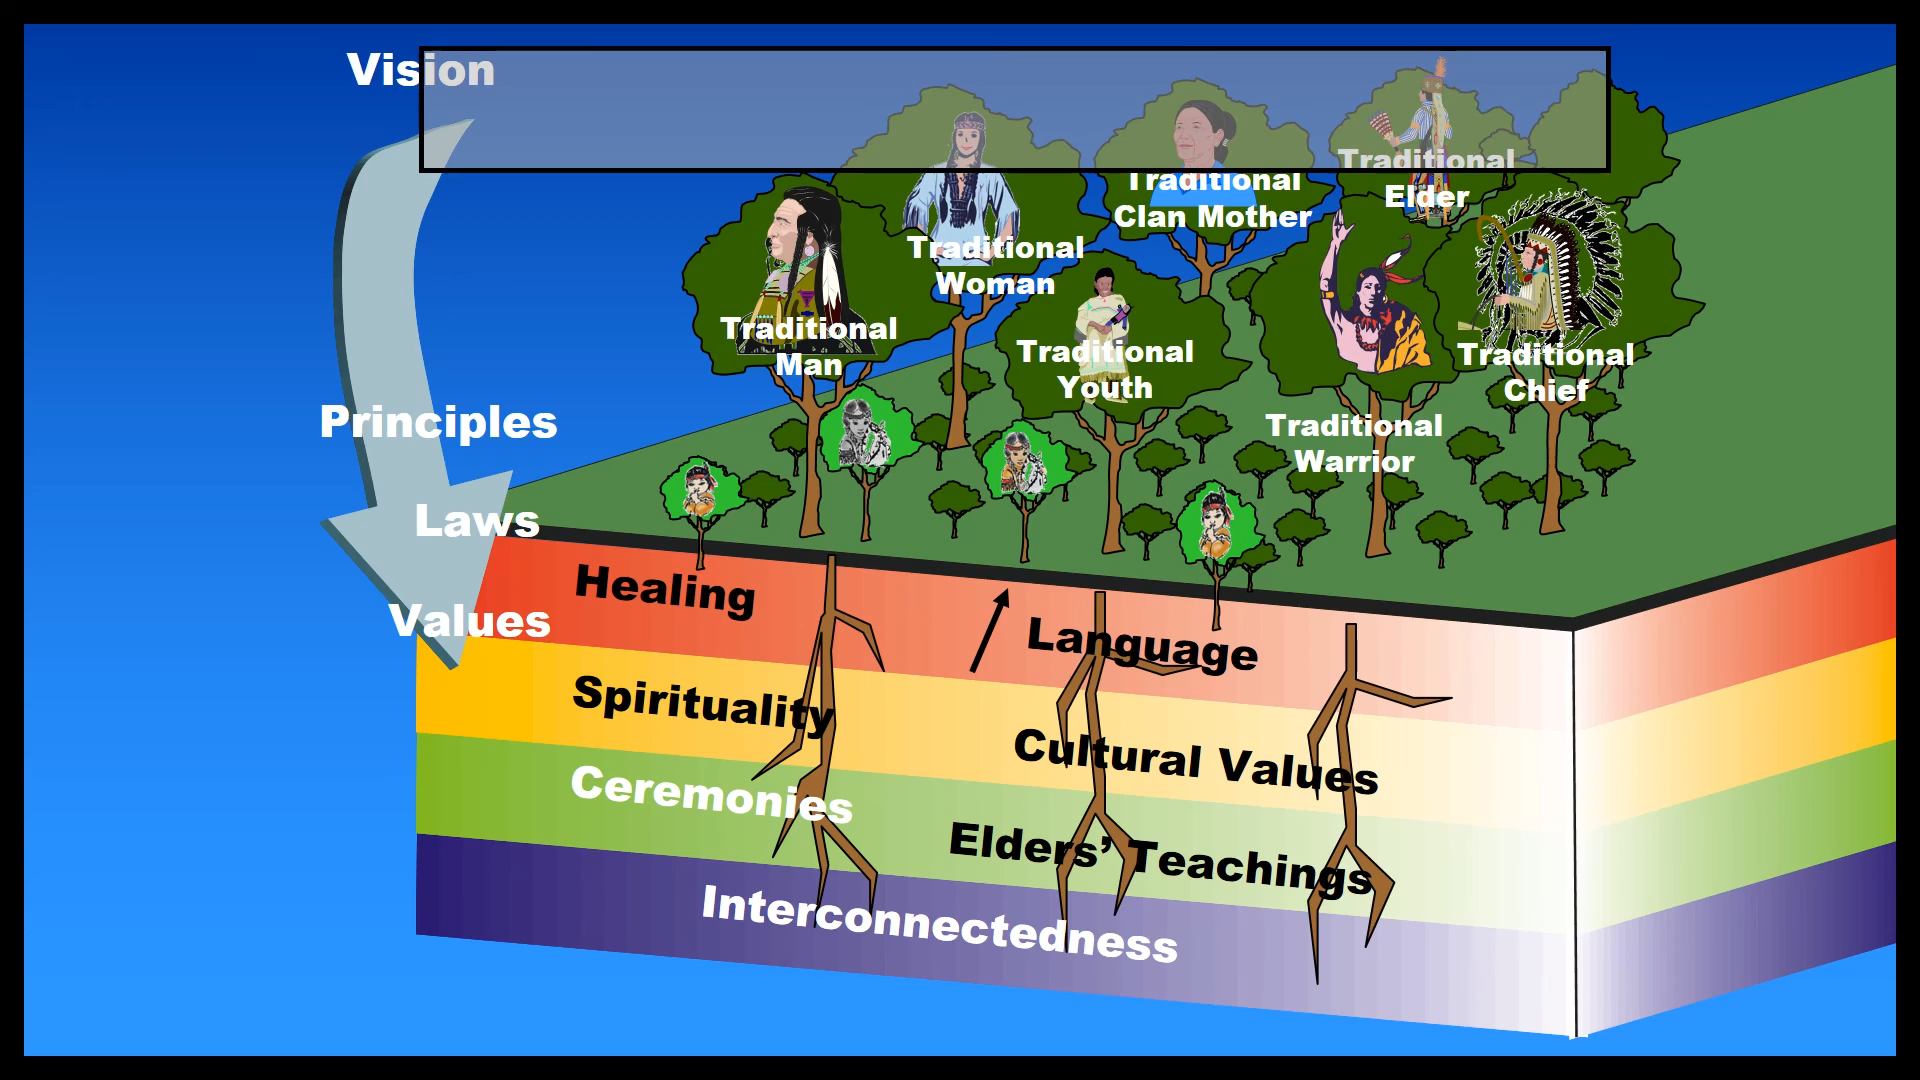 Vision
Traditional
Elder
Traditional
Clan Mother
Traditional
Woman
Traditional
Man
Traditional
Youth
Traditional
Chief
Traditional
Warrior
Principles
Laws
Values
Healing
Language
Spirituality
Cultural Values
Ceremonies
Elders’ Teachings
Interconnectedness